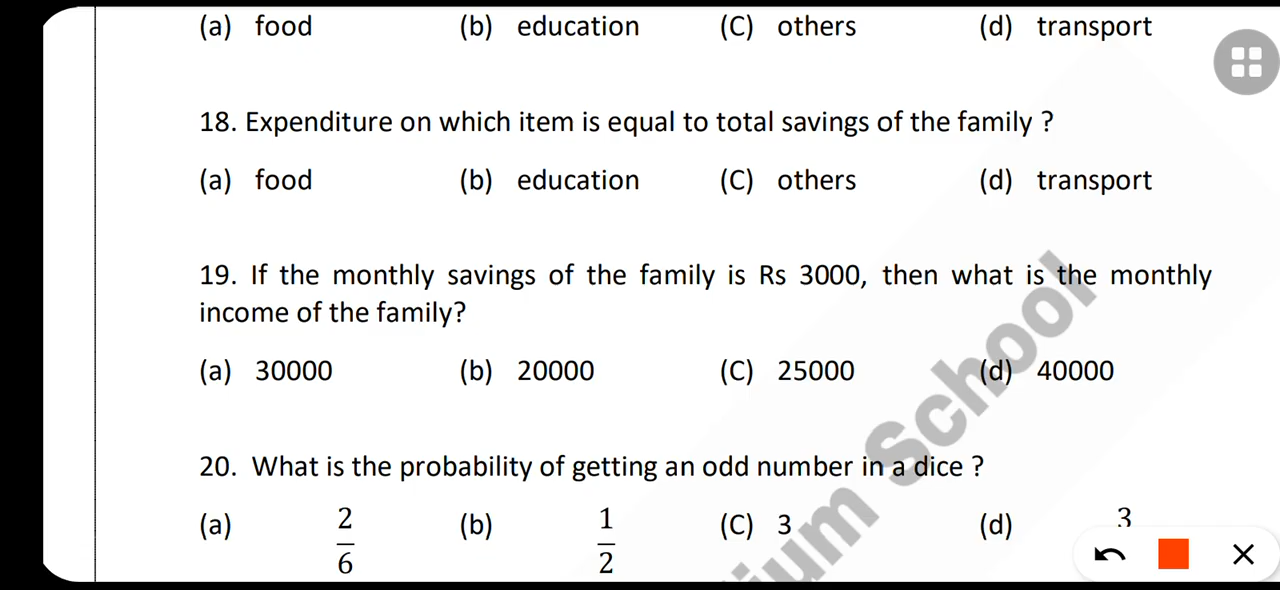 (a) food (b) education (C) others (d) transport
18. Expenditure on which item is equal to total savings of the family ?
(a) food (b) education (C) others (d) transport
19. If the monthly savings of the family is Rs 3000, then what is the monthly
income of the family?
(a) 30000 (b) 20000 (C) 25000 (d) 40000
20. What is the probability of getting an odd number in a dice ?
(a) 2/6 (b) 1/2 (C) 3 (d) 3
ium School